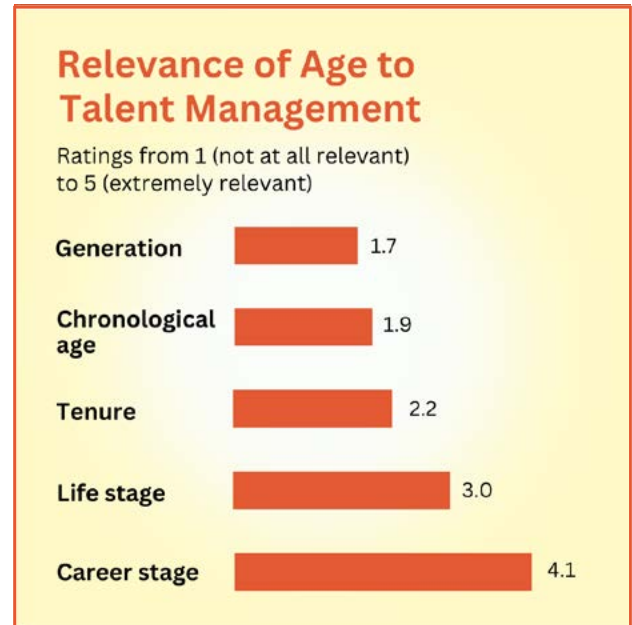 Relevance of Age to
Talent Management
Ratings from 1 (not at all relevant)
to 5 (extremely relevant)
Generation 1.7
Chronological
age 1.9
Tenure 2.2
Life stage 3.0
Career stage 4.1